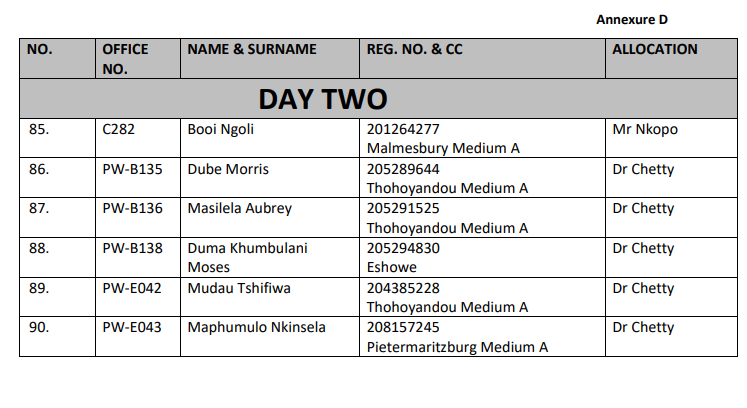 Annexure D
NO. OFFICE NO. NAME & SURNAME REG. NO. & CC ALLOCATION
DAY TWO
85. C282 Booi Ngoli 201264277 Mr Nkopo
Malmesbury Medium A
86. PW-B135 Dube Morris 205289644 Dr Chetty
Thohoyandou Medium A
87. PW-B136 Masilela Aubrey 205291525 Dr Chetty
Thohoyandou Medium A
88. PW-B138 Duma Khumbulani 205294830 Dr Chetty
Moses Eshowe
89. PW-E042 Mudau Tshifiwa 204385228 Dr Chetty
Thohoyandou Medium A
90. PW-E043 Maphumulo Nkinsela 208157245 Dr Chetty
Pietermaritzburg Medium A